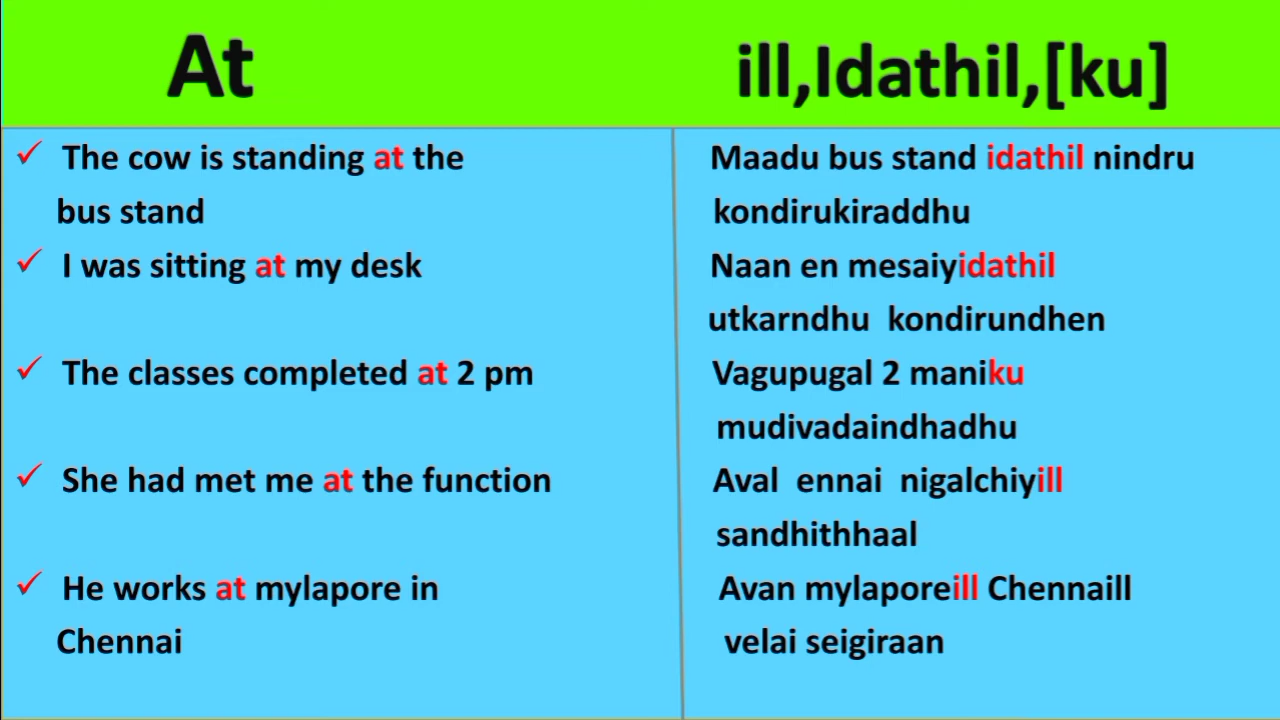 At
ill,Idathil,[ku]
✓ The cow is standing at the
bus stand
✓ I was sitting at my desk
✓ The classes completed at 2 pm
✓ She had met me at the function
✓ He works at mylapore in
Chennai
Maadu bus stand idathil nindru
kondirukiraddhu
Naan en mesaiyidathil
utkarndhu kondirundhen
Vagupugal 2 maniku
mudivadaindhadhu
Aval ennai nigalchiyill
sandhithhaal
Avan mylaporeill Chennaill
velai seigiraan